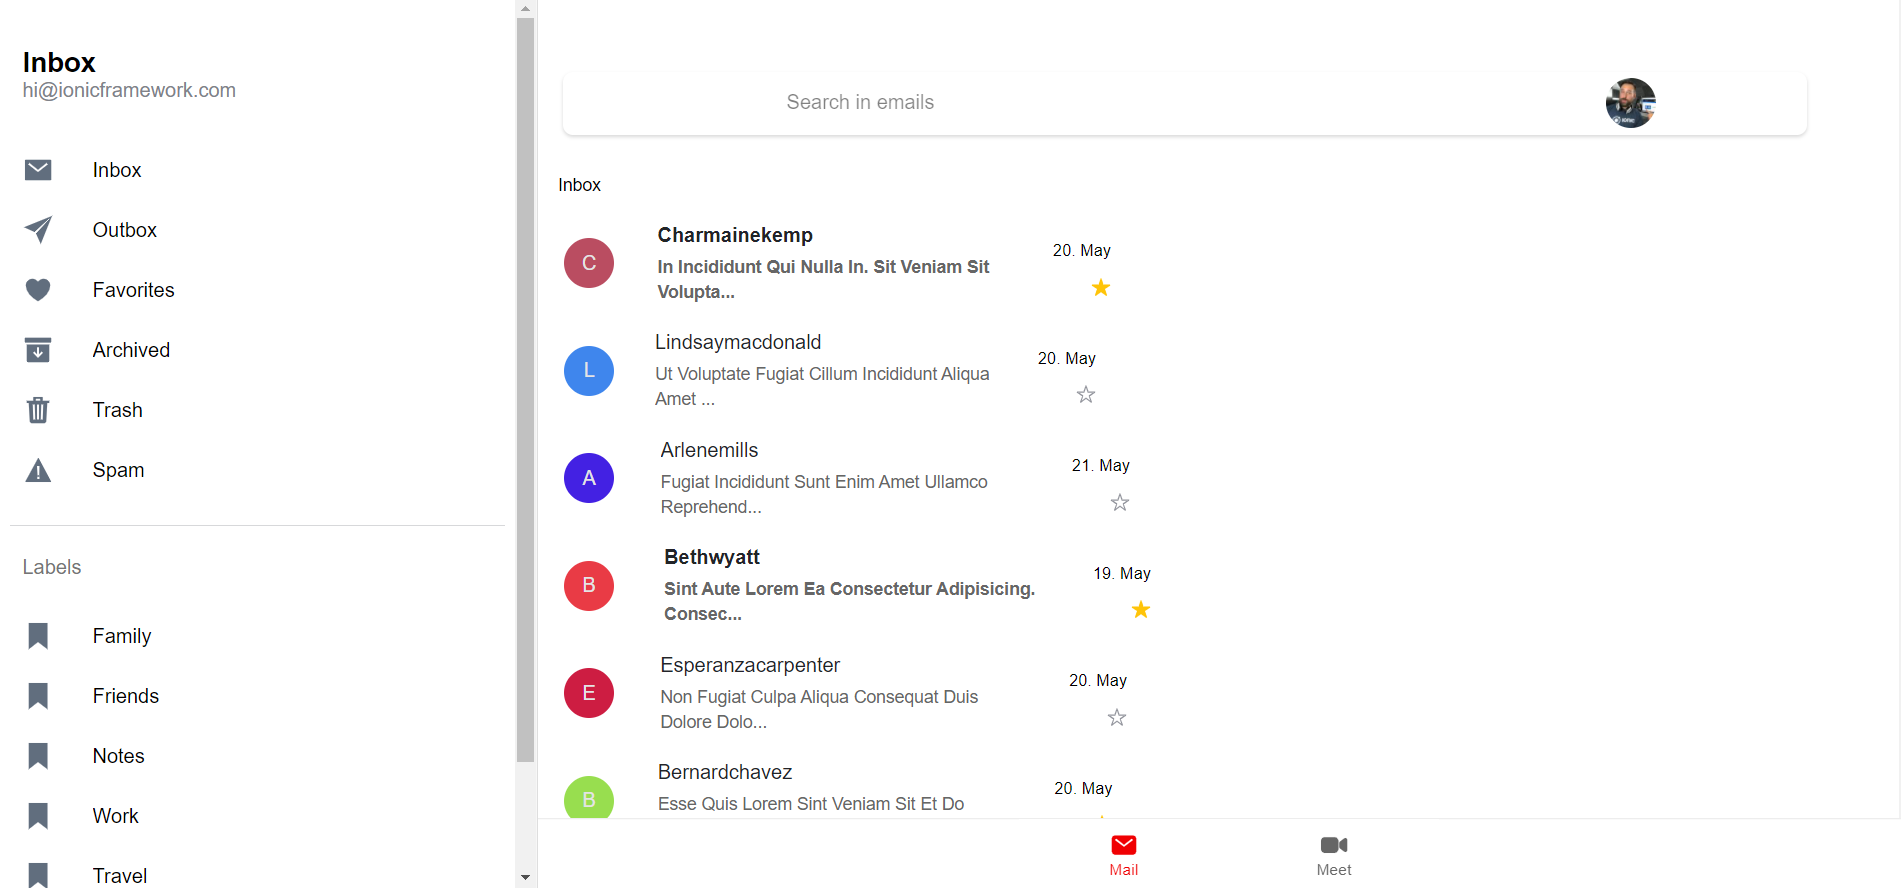 Inbox
hi@ionicframework.com
Inbox
Outbox
Favorites
Archived
Trash
Spam
Labels
Family
Friends
Notes
Work
Travel
Search in emails
Inbox
C
Charmainekemp
In Incididunt Qui Nulla In. Sit Veniam Sit
Volupta...
20. May
L
Lindsaymacdonald
Ut Voluptate Fugiat Cillum Incididunt Aliqua
Amet ...
20. May
A
Arlenemills
Fugiat Incididunt Sunt Enim Amet Ullamco
Reprehend...
21. May
B
Bethwyatt
Sint Aute Lorem Ea Consectetur Adipisicing.
Consec...
19. May
E
Esperanzacarpenter
Non Fugiat Culpa Aliqua Consequat Duis
Dolore Dolo...
20. May
B
Bernardchavez
Esse Quis Lorem Sint Veniam Sit Et Do
20. May
Mail
Meet